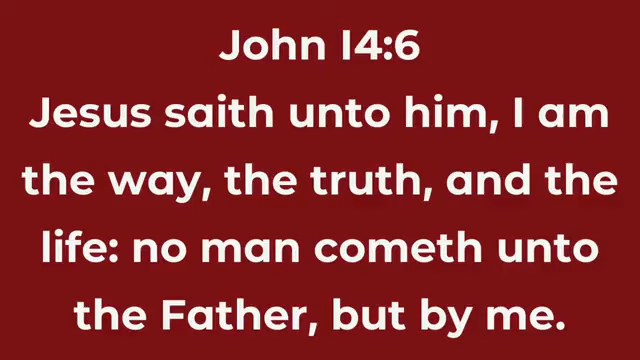 John 14:6
Jesus saith unto him, I am
the way, the truth, and the
life: no man cometh unto
the Father, but by me.